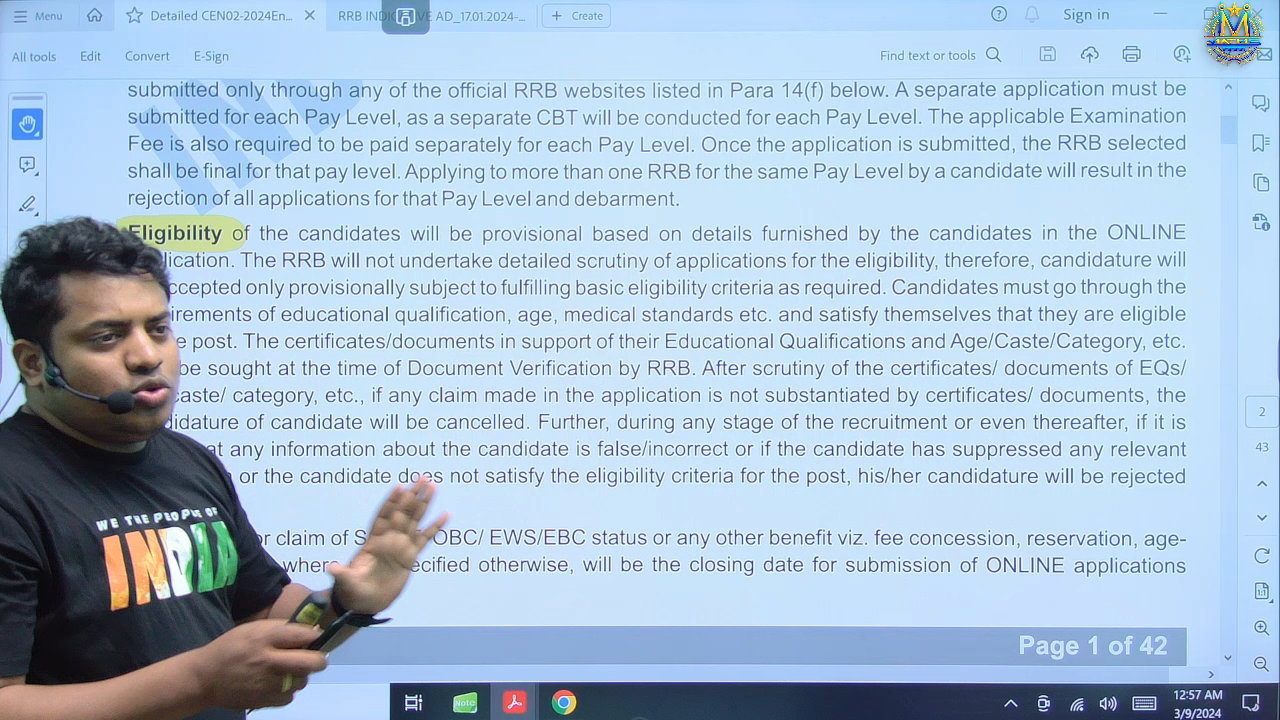 Menu
Detailed CEN02-2024En...
RRB INDIC VE AD_17.01.2024-...
Create
Sign in
All tools
Edit
Convert
E-Sign
Find text or tools
submitted only through any of the official RRB websites listed in Para 14(f) below. A separate application must be
submitted for each Pay Level, as a separate CBT will be conducted for each Pay Level. The applicable Examination
Fee is also required to be paid separately for each Pay Level. Once the application is submitted, the RRB selected
shall be final for that pay level. Applying to more than one RRB for the same Pay Level by a candidate will result in the
rejection of all applications for that Pay Level and debarment.
Eligibility of the candidates will be provisional based on details furnished by the candidates in the ONLINE
lication. The RRB will not undertake detailed scrutiny of applications for the eligibility, therefore, candidature will
ccepted only provisionally subject to fulfilling basic eligibility criteria as required. Candidates must go through the
irements of educational qualification, age, medical standards etc. and satisfy themselves that they are eligible
e post. The certificates/documents in support of their Educational Qualifications and Age/Caste/Category, etc.
be sought at the time of Document Verification by RRB. After scrutiny of the certificates/ documents of EQs/
caste/ category, etc., if any claim made in the application is not substantiated by certificates/ documents, the
didature of candidate will be cancelled. Further, during any stage of the recruitment or even thereafter, if it is
at any information about the candidate is false/incorrect or if the candidate has suppressed any relevant
or the candidate does not satisfy the eligibility criteria for the post, his/her candidature will be rejected
or claim of S OBC/ EWS/EBC status or any other benefit viz. fee concession, reservation, age-
where ecified otherwise, will be the closing date for submission of ONLINE applications
WE THE PEOPLE OF
INDIA
Page 1 of 42
2
43
Note
12:57 AM
3/9/2024
M